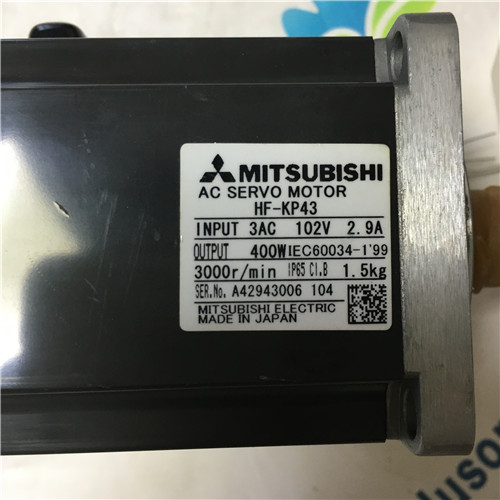 MITSUBISHI
AC SERVO MOTOR
HF-KP43
INPUT 3AC 102V 2.9A
OUTPUT 400W IEC60034-1'99
3000r/min IP65 Cl.B 1.5kg
SER.No. A42943006 104
MITSUBISHI ELECTRIC
MADE IN JAPAN